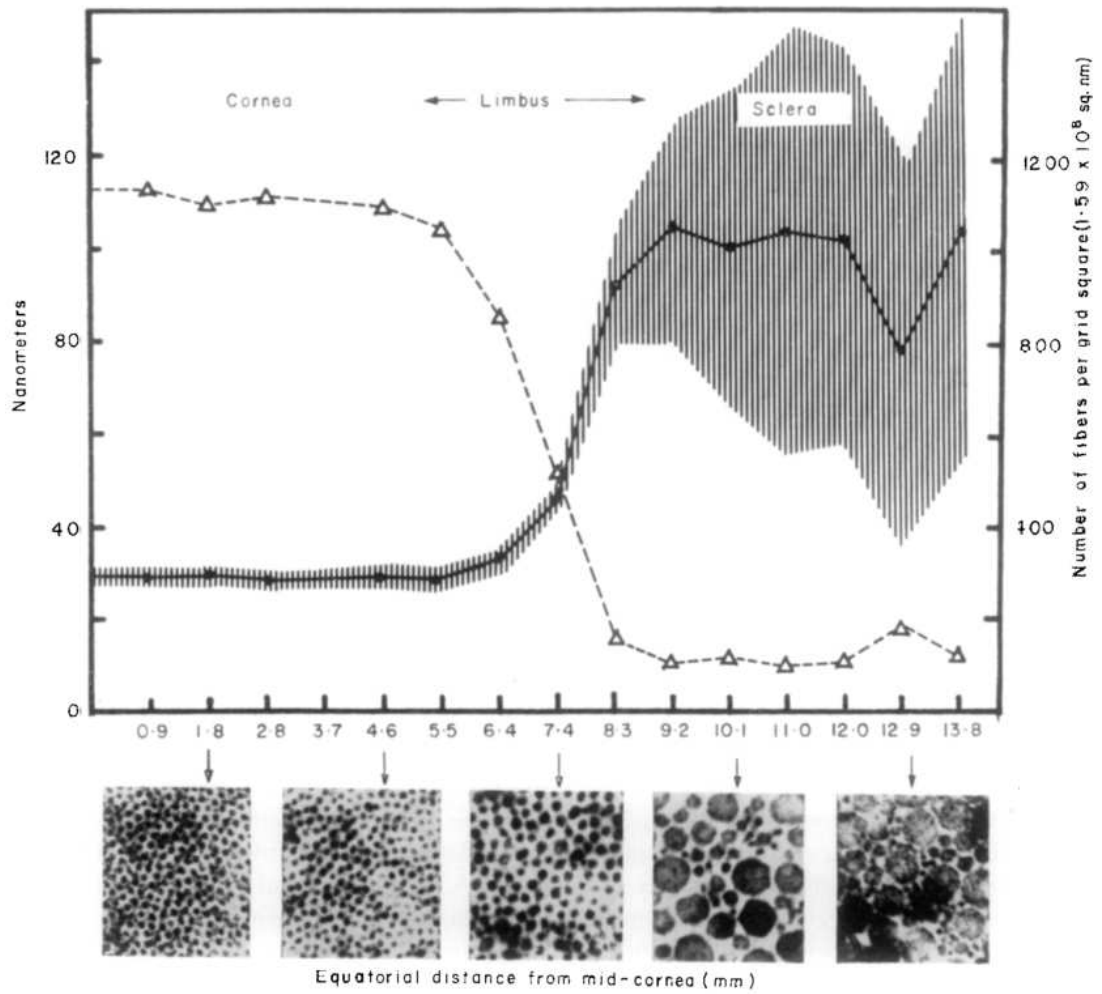 Cornea
Limbus
Sclera
Nanometers
120
80
40
0
1200
800
400
Number of fibers per grid square(1·59 x 10⁸ sq. nm)
0·9 1·8 2·8 3·7 4·6 5·5 6·4 7·4 8·3 9·2 10·1 11·0 12·0 12·9 13·8
Equatorial distance from mid-cornea (mm)